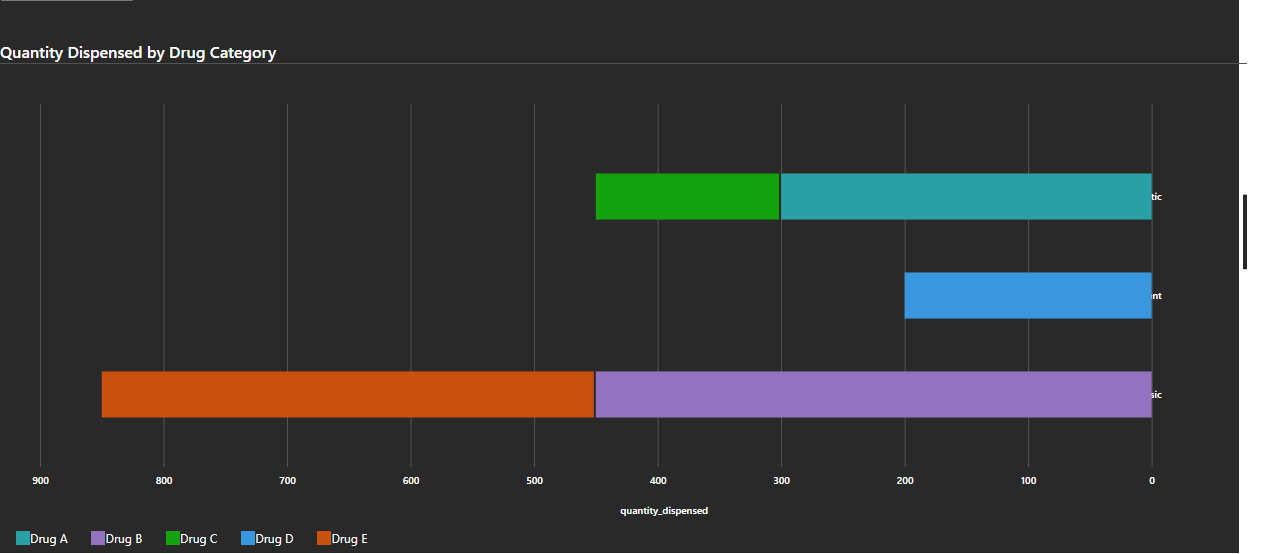 Quantity Dispensed by Drug Category
tic
nt
sic
900 800 700 600 500 400 300 200 100 0
quantity_dispensed
Drug A Drug B Drug C Drug D Drug E